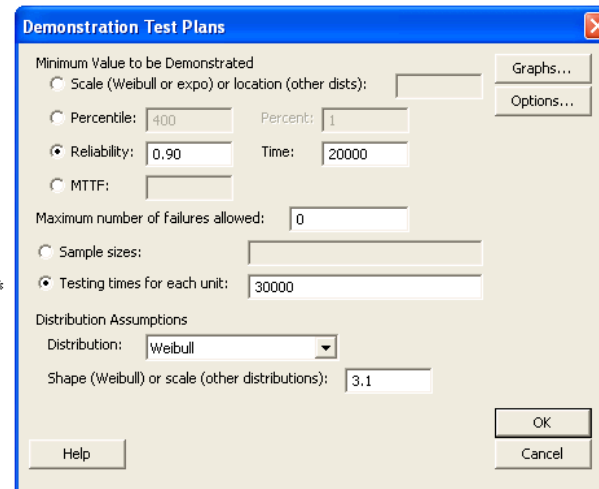 Demonstration Test Plans
Minimum Value to be Demonstrated
Scale (Weibull or expo) or location (other dists):
Graphs...
Options...
Percentile: 400 Percent: 1
Reliability: 0.90 Time: 20000
MTTF:
Maximum number of failures allowed: 0
Sample sizes:
Testing times for each unit: 30000
Distribution Assumptions
Distribution: Weibull
Shape (Weibull) or scale (other distributions): 3.1
OK
Help
Cancel